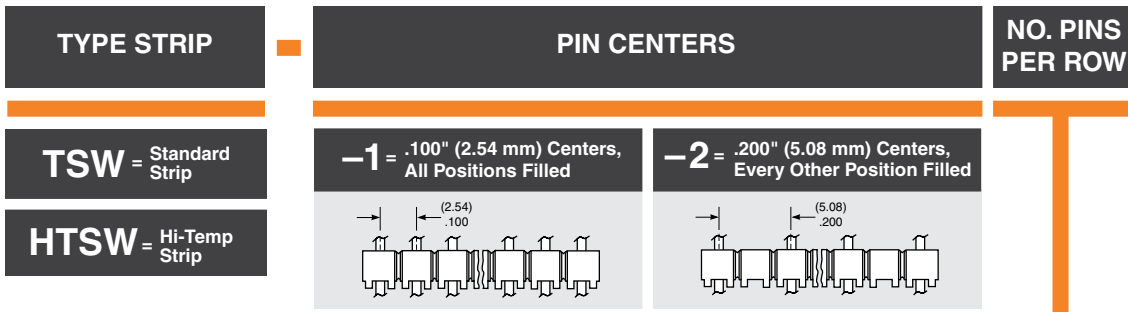 TYPE STRIP
PIN CENTERS
NO. PINS
PER ROW
TSW = Standard
Strip
HTSW = Hi-Temp
Strip
–1 = .100" (2.54 mm) Centers,
All Positions Filled
(2.54)
.100
–2 = .200" (5.08 mm) Centers,
Every Other Position Filled
(5.08)
.200